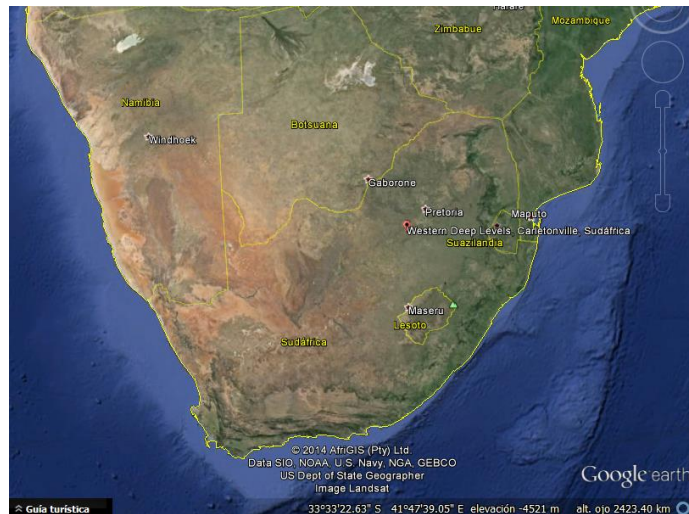 Harare
Mozambique
Zimbabue
Namibia
Botsuana
Windhoek
Gaborone
Pretoria
Maputo
Western Deep Levels, Carletonville, Sudáfrica
Suazilandia
Maseru
Lesoto
Sudáfrica
© 2014 AfriGIS (Pty) Ltd.
Data SIO, NOAA, U.S. Navy, NGA, GEBCO
US Dept of State Geographer
Image Landsat
Google earth
Guía turística
33°33'22.63" S 41°47'39.05" E elevación -4521 m alt. ojo 2423.40 km